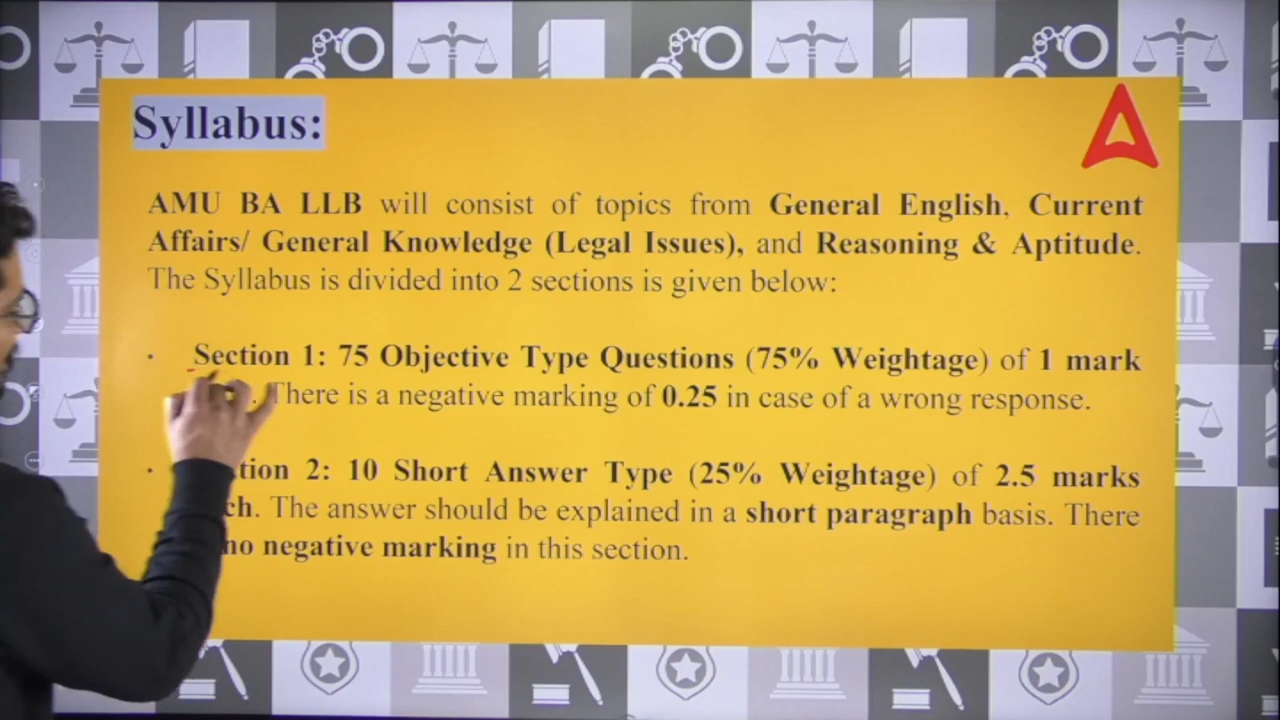 Syllabus:
AMU BA LLB will consist of topics from General English, Current
Affairs/ General Knowledge (Legal Issues), and Reasoning & Aptitude.
The Syllabus is divided into 2 sections is given below:
· Section 1: 75 Objective Type Questions (75% Weightage) of 1 mark
. There is a negative marking of 0.25 in case of a wrong response.
· tion 2: 10 Short Answer Type (25% Weightage) of 2.5 marks
ch. The answer should be explained in a short paragraph basis. There
no negative marking in this section.